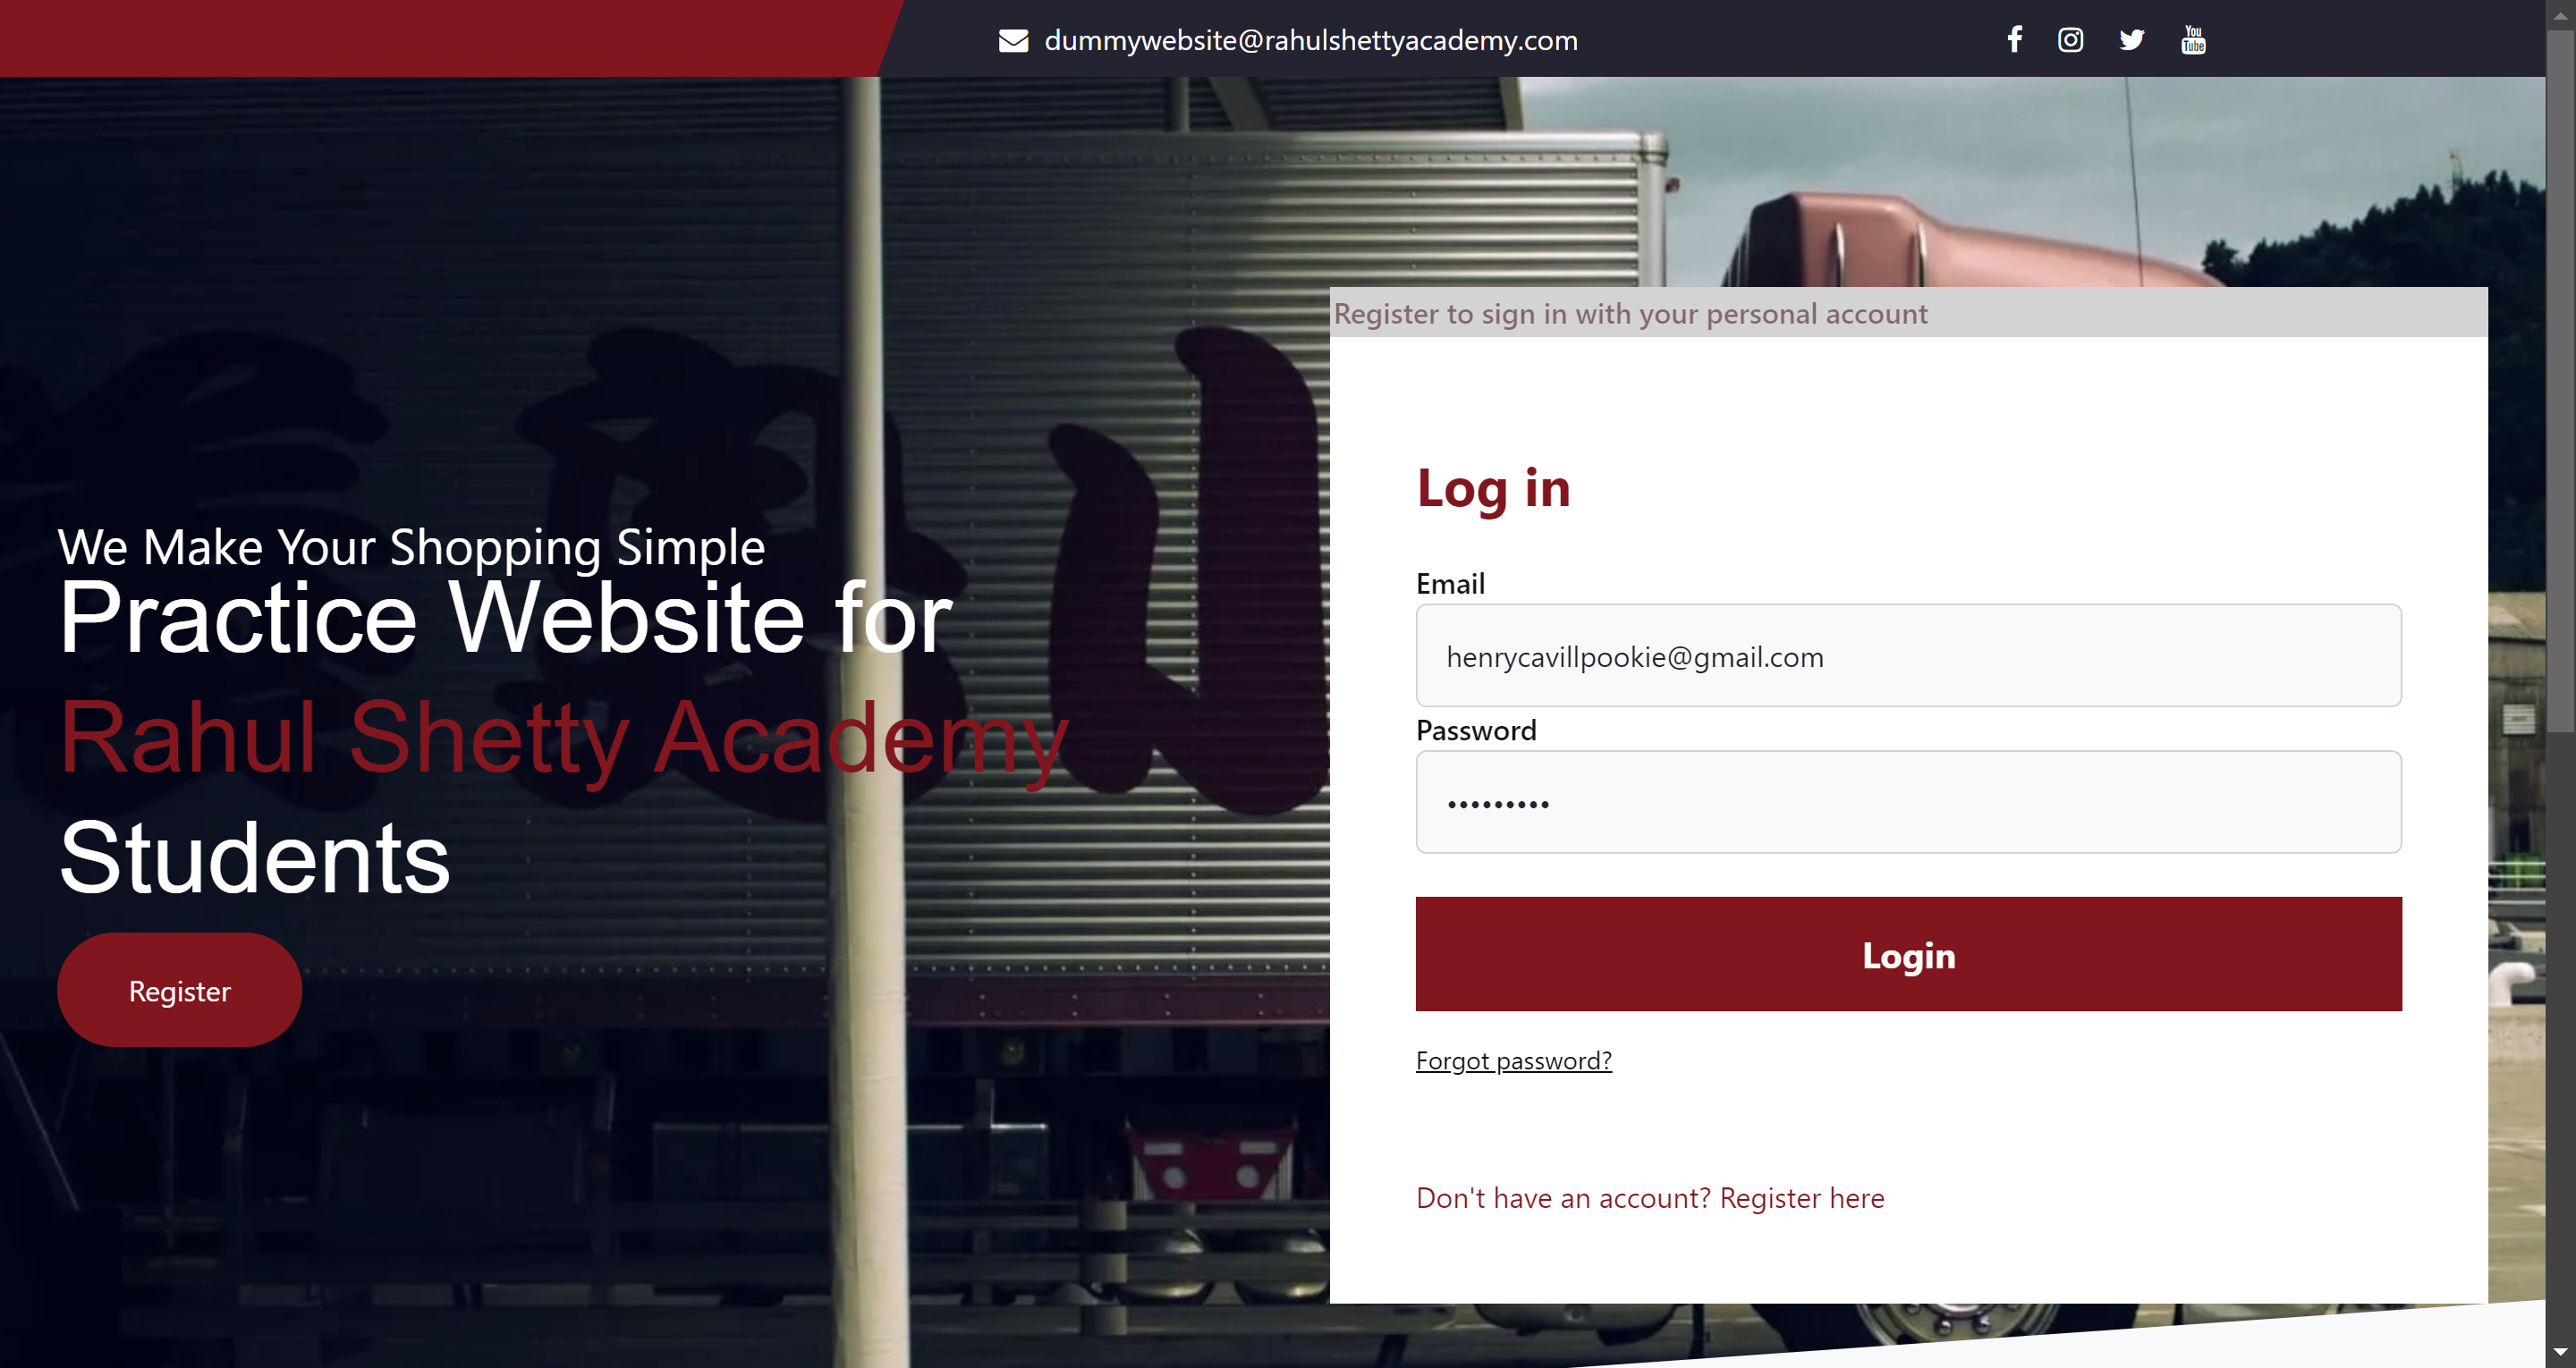 dummywebsite@rahulshettyacademy.com
You
Tube
Register to sign in with your personal account
We Make Your Shopping Simple
Practice Website for
Rahul Shetty Academy
Students
Register
Log in
Email
henrycavillpookie@gmail.com
Password
•••••••••
Login
Forgot password?
Don't have an account? Register here